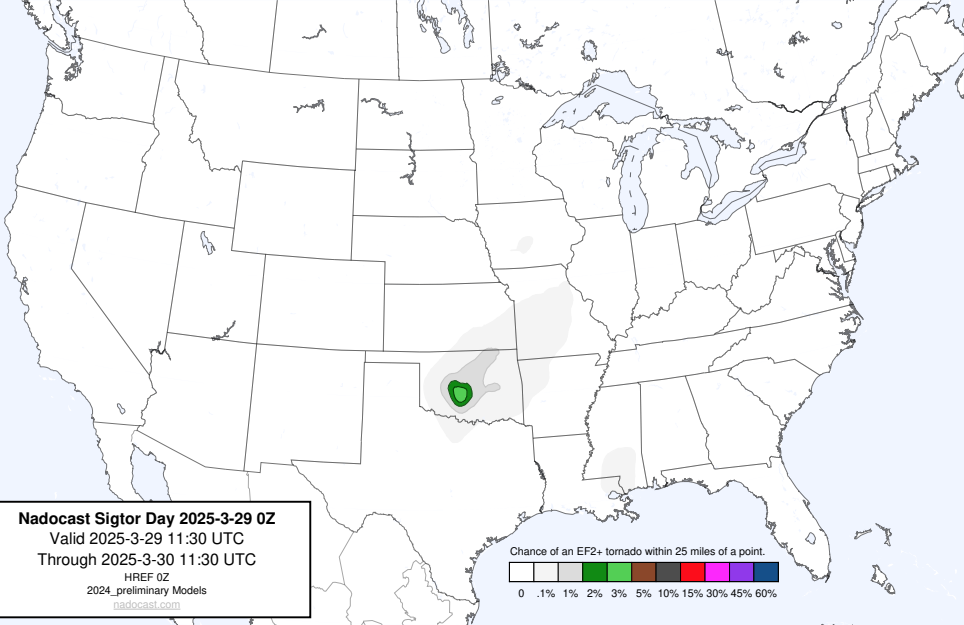 Nadocast Sigtor Day 2025-3-29 0Z
Valid 2025-3-29 11:30 UTC
Through 2025-3-30 11:30 UTC
HREF 0Z
2024_preliminary Models
nadocast.com
Chance of an EF2+ tornado within 25 miles of a point.
0 .1% 1% 2% 3% 5% 10% 15% 30% 45% 60%